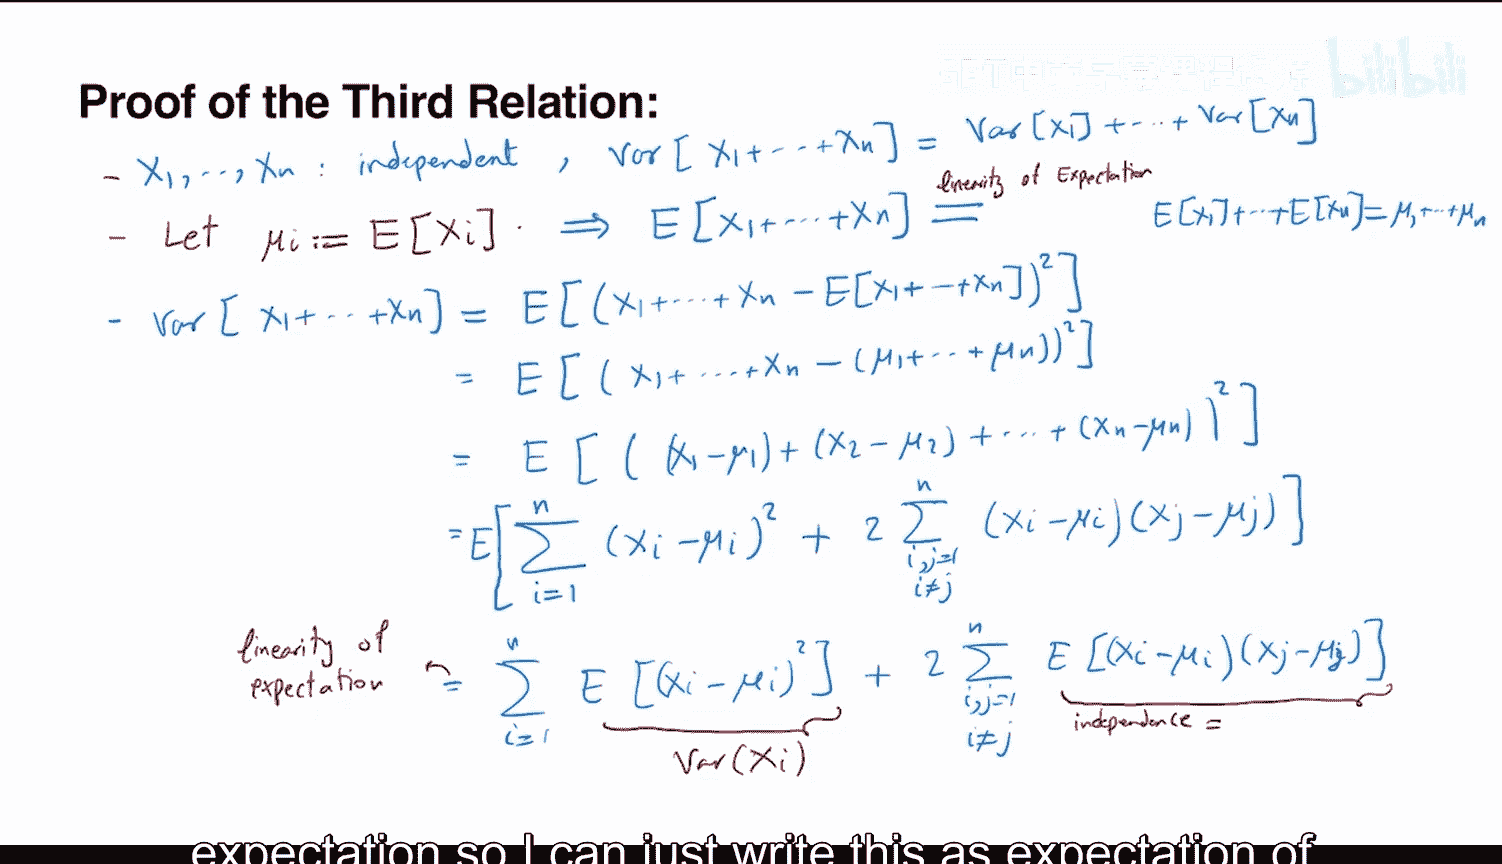 Proof of the Third Relation:
- X₁, ..., Xₙ : independent , Var[X₁+---+Xₙ] = Var[X₁]+---+Var[Xₙ]
- Let μᵢ := E[Xᵢ] . ⇒ E[X₁+---+Xₙ] = linearity of Expectation E[X₁]+--+E[Xₙ]=μ₁+--+μₙ
- Var[X₁+--+Xₙ] = E[(X₁+---+Xₙ − E[X₁+--+Xₙ])²]
= E[(X₁+----+Xₙ − (μ₁+--+μₙ))²]
= E[((X₁−μ₁)+(X₂−μ₂)+---+(Xₙ−μₙ))²]
= E[∑ⁿᵢ₌₁ (Xᵢ−μᵢ)² + 2 ∑ⁿ i,j=1 i≠j (Xᵢ−μᵢ)(Xⱼ−μⱼ)]
linearity of
expectation = ∑ⁿᵢ₌₁ E[(Xᵢ−μᵢ)²] + 2 ∑ⁿ i,j=1 i≠j E[(Xᵢ−μᵢ)(Xⱼ−μⱼ)]
Var(Xᵢ) independence =
expectation so I can just write this as expectation of
bilibili